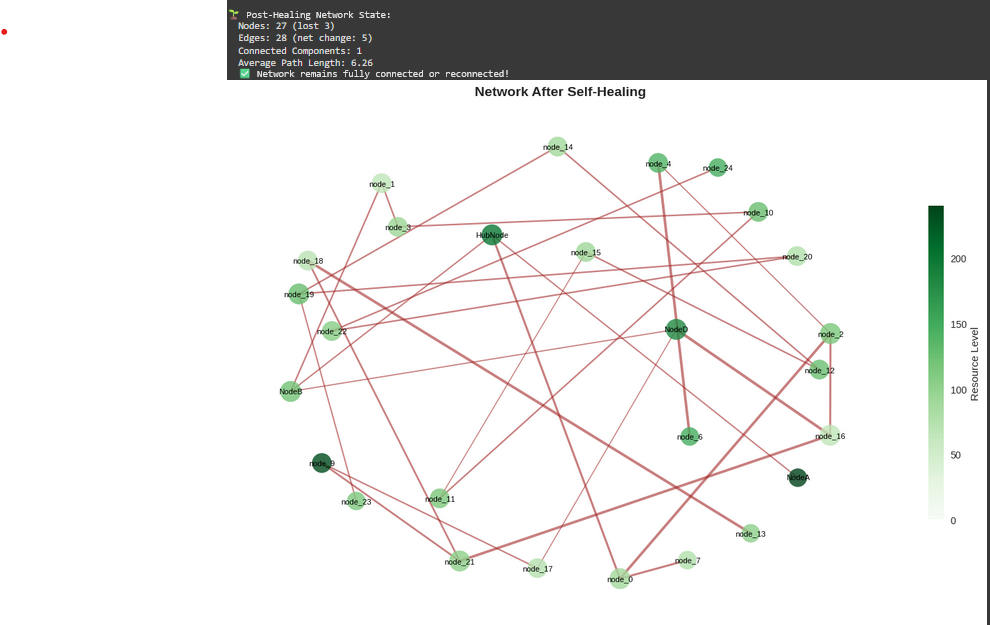 Post-Healing Network State:
Nodes: 27 (lost 3)
Edges: 28 (net change: 5)
Connected Components: 1
Average Path Length: 6.26
✅ Network remains fully connected or reconnected!
Network After Self-Healing
node_14
node_4
node_24
node_1
node_10
node_3
HubNode
node_15
node_20
node_18
node_19
node_22
NodeD
node_2
node_12
NodeB
node_6
node_16
node_9
NodeA
node_23
node_11
node_13
node_21
node_17
node_7
node_0
200
150
100
50
0
Resource Level